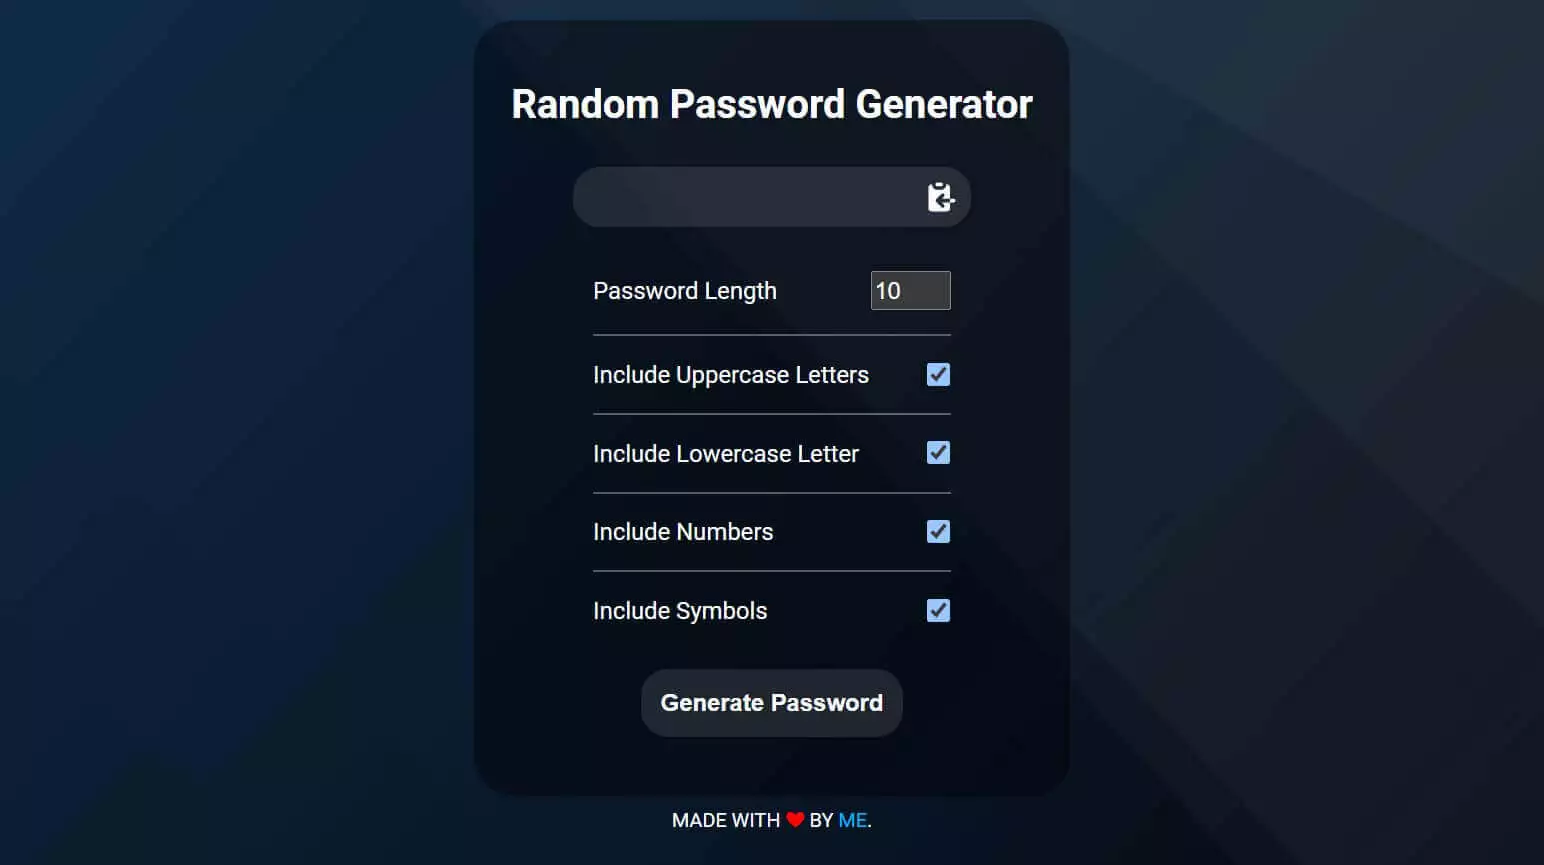 Random Password Generator
Password Length 10
Include Uppercase Letters
Include Lowercase Letter
Include Numbers
Include Symbols
Generate Password
MADE WITH ❤ BY ME.